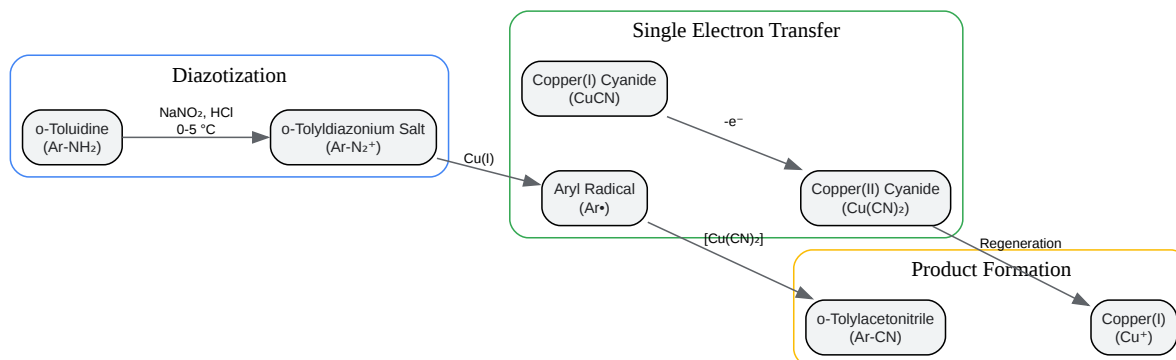 Single Electron Transfer
Diazotization
Copper(I) Cyanide
(CuCN)
o-Toluidine
(Ar-NH₂)
NaNO₂, HCl
0-5 °C
o-Tolyldiazonium Salt
(Ar-N₂⁺)
-e⁻
Cu(I)
Aryl Radical
(Ar•)
Copper(II) Cyanide
(Cu(CN)₂)
[Cu(CN)₂]
Regeneration
Product Formation
o-Tolylacetonitrile
(Ar-CN)
Copper(I)
(Cu⁺)